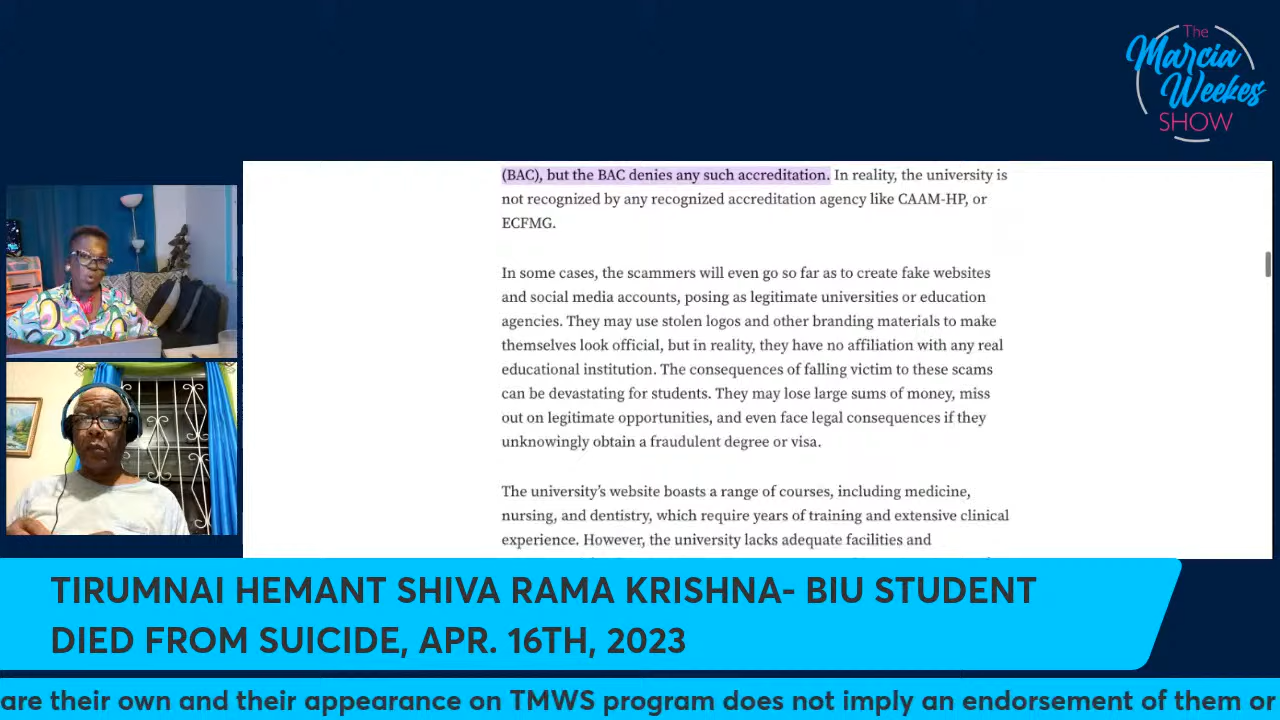 The
Marcia
Weekes
SHOW
(BAC), but the BAC denies any such accreditation. In reality, the university is
not recognized by any recognized accreditation agency like CAAM-HP, or
ECFMG.
In some cases, the scammers will even go so far as to create fake websites
and social media accounts, posing as legitimate universities or education
agencies. They may use stolen logos and other branding materials to make
themselves look official, but in reality, they have no affiliation with any real
educational institution. The consequences of falling victim to these scams
can be devastating for students. They may lose large sums of money, miss
out on legitimate opportunities, and even face legal consequences if they
unknowingly obtain a fraudulent degree or visa.
The university’s website boasts a range of courses, including medicine,
nursing, and dentistry, which require years of training and extensive clinical
experience. However, the university lacks adequate facilities and
TIRUMNAI HEMANT SHIVA RAMA KRISHNA- BIU STUDENT
DIED FROM SUICIDE, APR. 16TH, 2023
are their own and their appearance on TMWS program does not imply an endorsement of them or